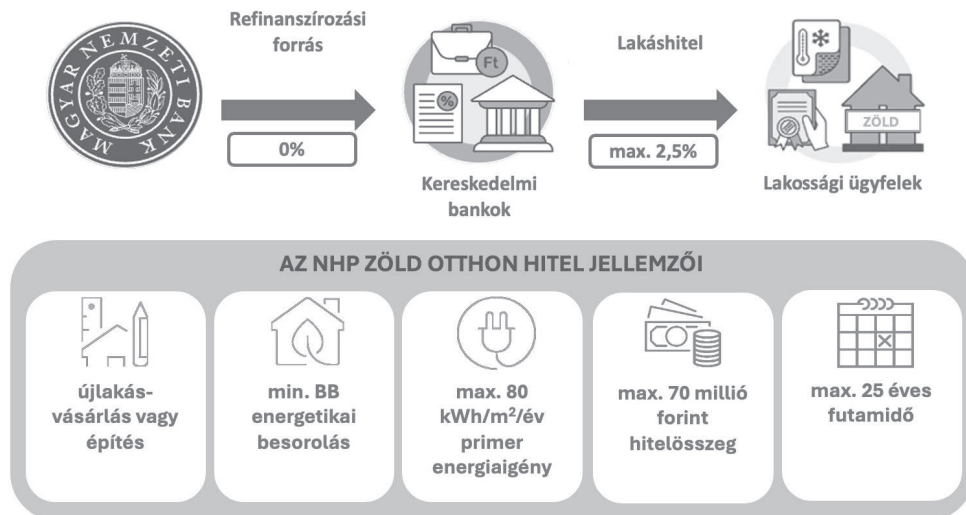 MAGYAR NEMZETI BANK
Refinanszírozási
forrás
0%
Ft
%
Kereskedelmi
bankok
Lakáshitel
max. 2,5%
ZÖLD
Lakossági ügyfelek
AZ NHP ZÖLD OTTHON HITEL JELLEMZŐI
újlakás-
vásárlás vagy
építés
min. BB
energetikai
besorolás
max. 80
kWh/m²/év
primer
energiaigény
max. 70 millió
forint
hitelösszeg
max. 25 éves
futamidő